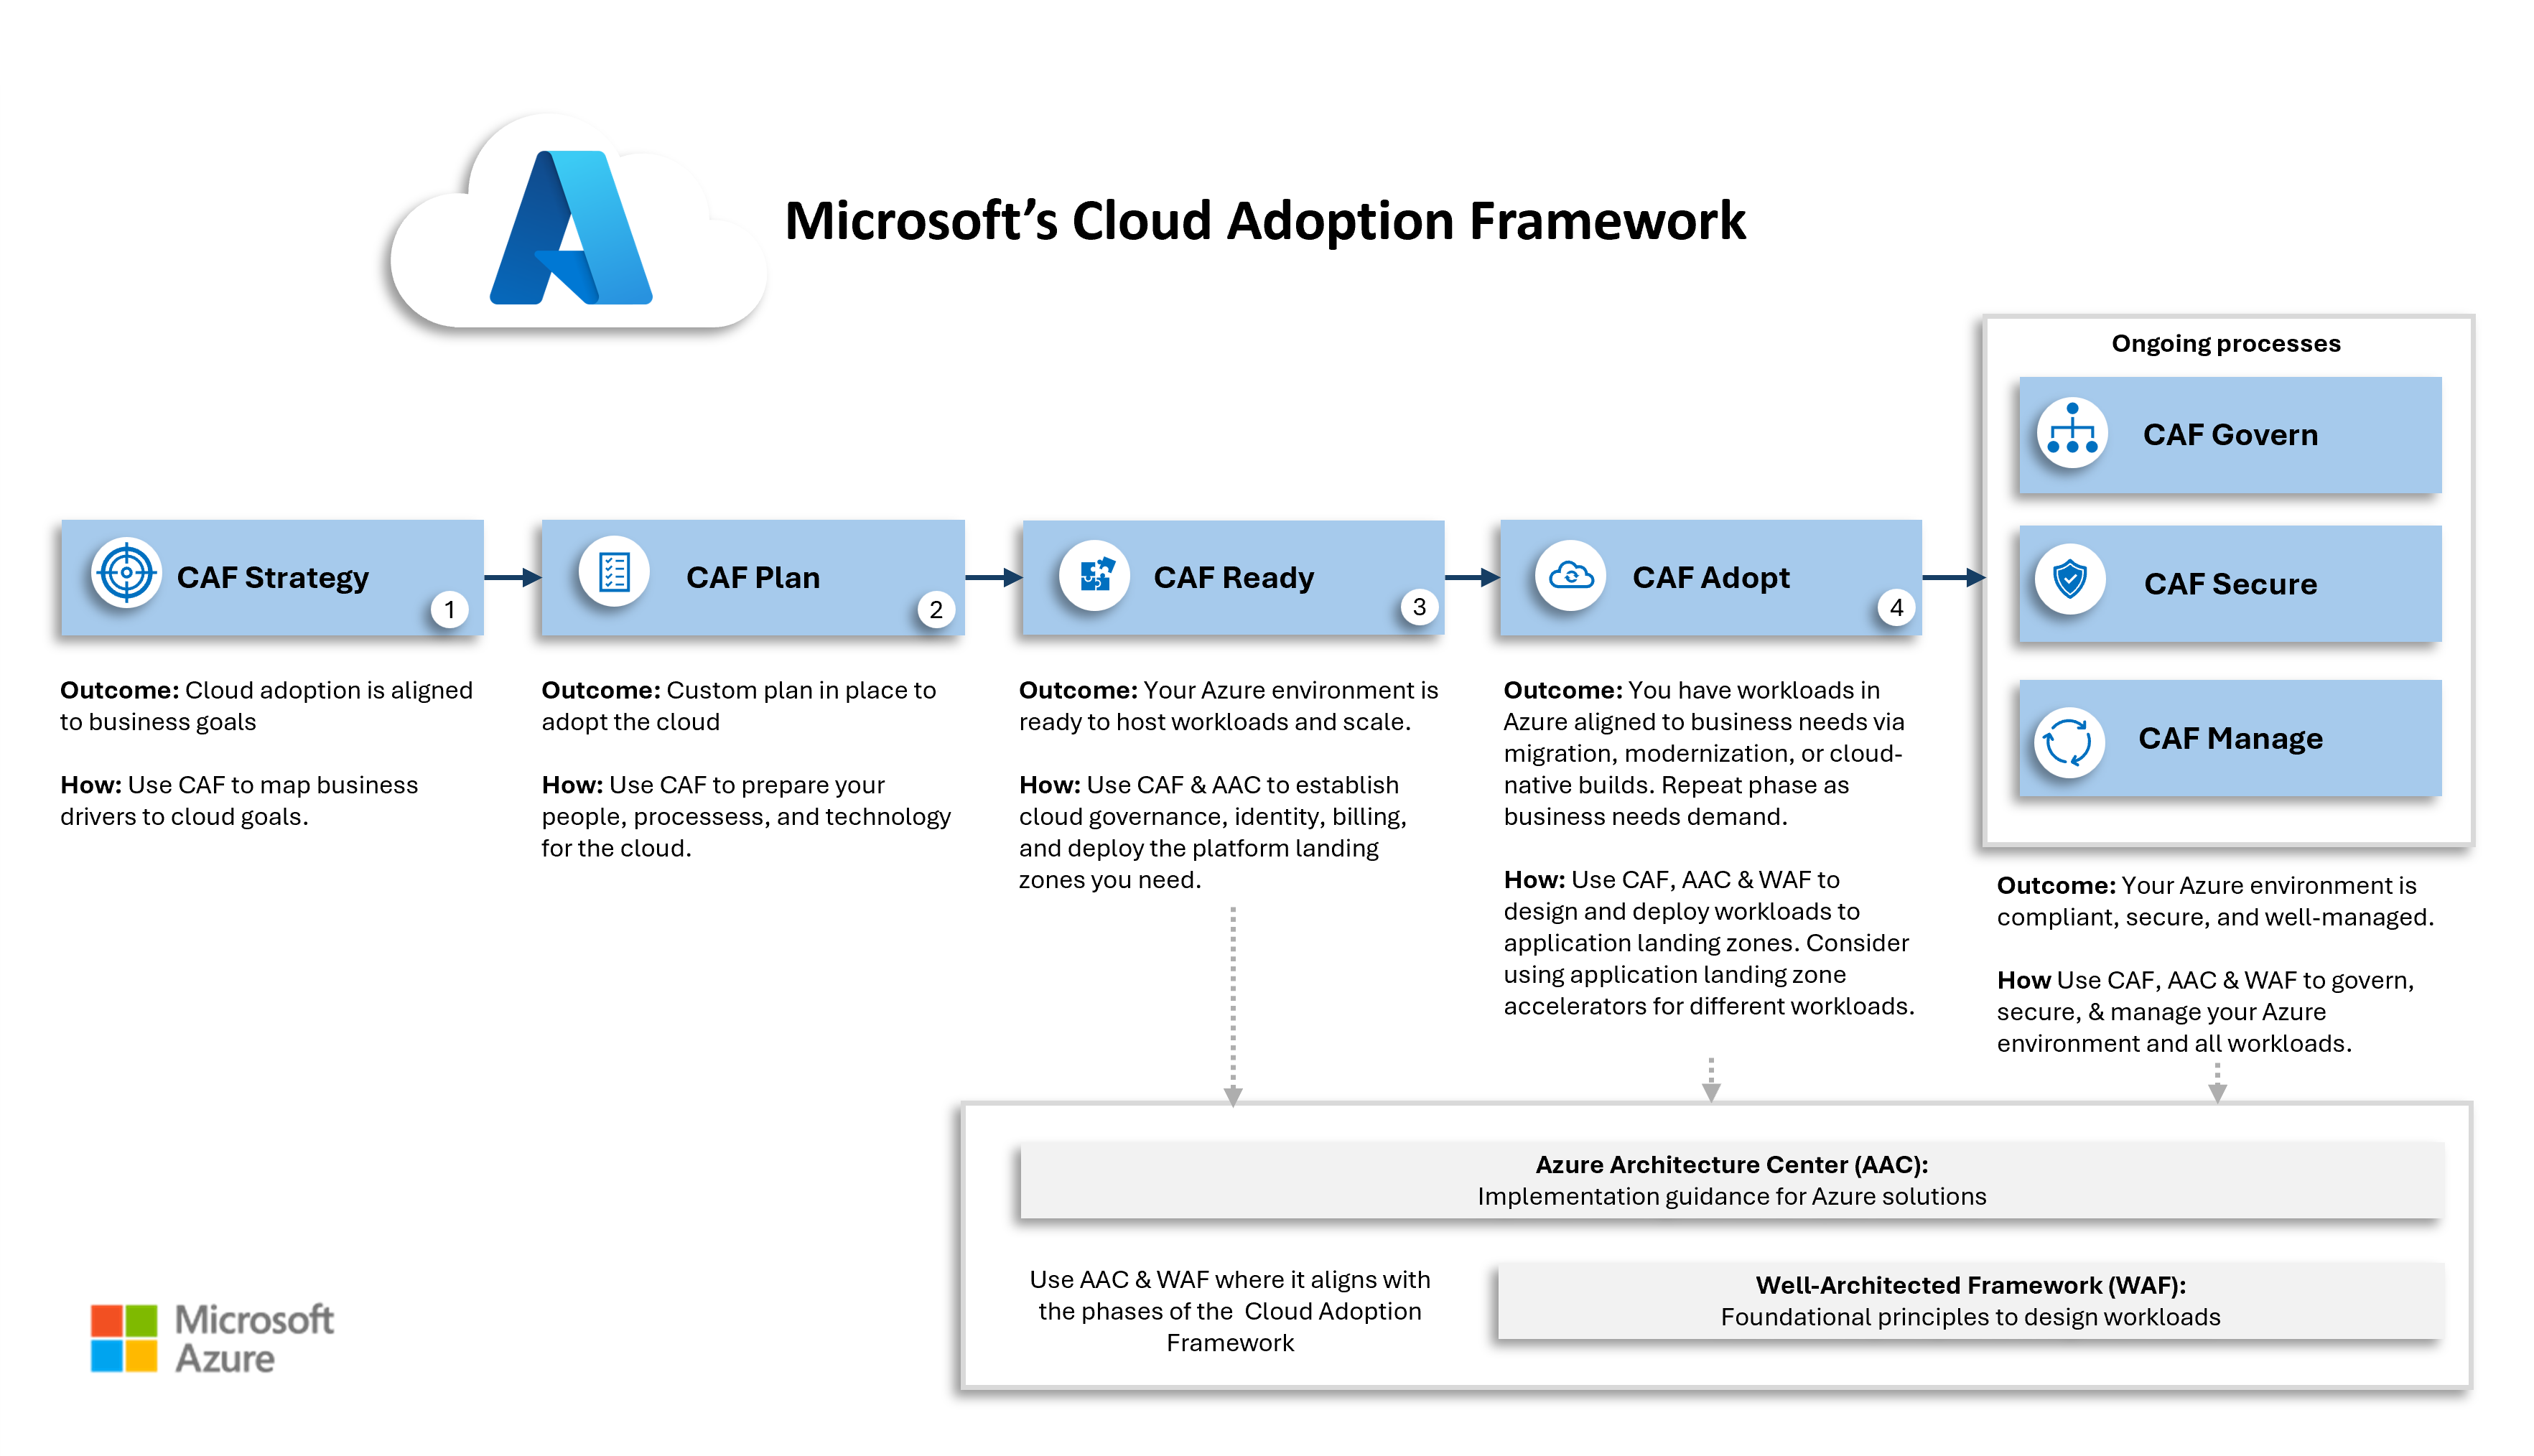 Microsoft’s Cloud Adoption Framework
Ongoing processes
CAF Govern
CAF Secure
CAF Manage
CAF Strategy
1
CAF Plan
2
CAF Ready
3
CAF Adopt
4
Outcome: Cloud adoption is aligned
to business goals
How: Use CAF to map business
drivers to cloud goals.
Outcome: Custom plan in place to
adopt the cloud
How: Use CAF to prepare your
people, processess, and technology
for the cloud.
Outcome: Your Azure environment is
ready to host workloads and scale.
How: Use CAF & AAC to establish
cloud governance, identity, billing,
and deploy the platform landing
zones you need.
Outcome: You have workloads in
Azure aligned to business needs via
migration, modernization, or cloud-
native builds. Repeat phase as
business needs demand.
How: Use CAF, AAC & WAF to
design and deploy workloads to
application landing zones. Consider
using application landing zone
accelerators for different workloads.
Outcome: Your Azure environment is
compliant, secure, and well-managed.
How Use CAF, AAC & WAF to govern,
secure, & manage your Azure
environment and all workloads.
Azure Architecture Center (AAC):
Implementation guidance for Azure solutions
Use AAC & WAF where it aligns with
the phases of the  Cloud Adoption
Framework
Well-Architected Framework (WAF):
Foundational principles to design workloads
Microsoft
Azure